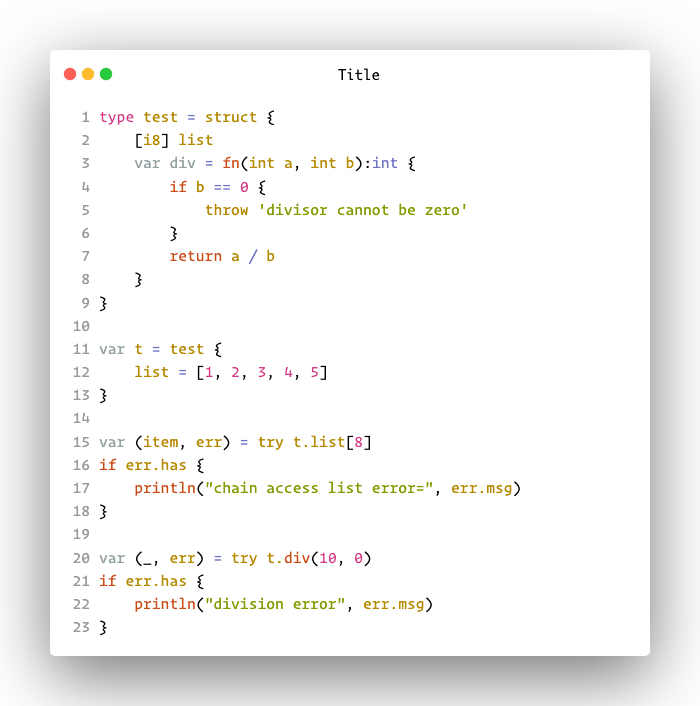 Title
1 type test = struct {
2     [i8] list
3     var div = fn(int a, int b):int {
4         if b == 0 {
5             throw 'divisor cannot be zero'
6         }
7         return a / b
8     }
9 }
10
11 var t = test {
12     list = [1, 2, 3, 4, 5]
13 }
14
15 var (item, err) = try t.list[8]
16 if err.has {
17     println("chain access list error=", err.msg)
18 }
19
20 var (_, err) = try t.div(10, 0)
21 if err.has {
22     println("division error", err.msg)
23 }